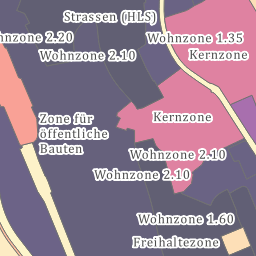 Strassen (HLS)
hnzone 2.20
Wohnzone 2.10
Wohnzone 1.35
Kernzone
Zone für
öffentliche
Bauten
Kernzone
Wohnzone 2.10
Wohnzone 2.10
Wohnzone 1.60
Freihaltezone